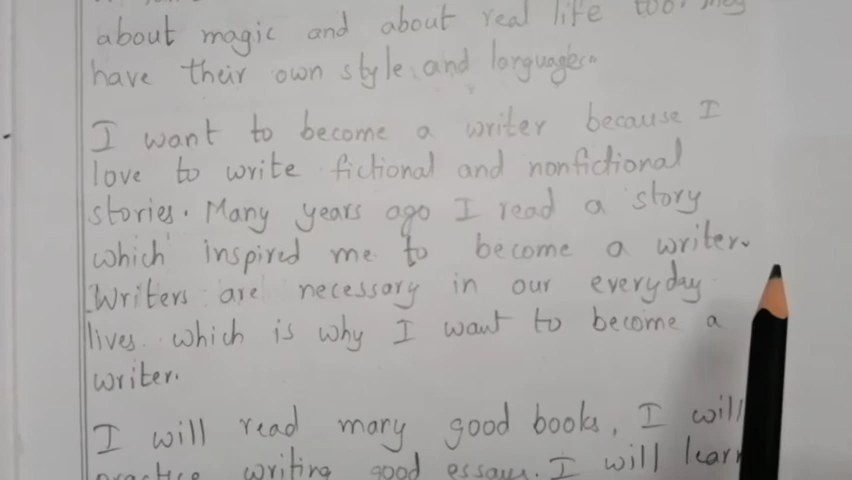 about magic and about real life too. They
have their own style and languages.
I want to become a writer because I
love to write fictional and nonfictional
stories. Many years ago I read a story
which inspired me to become a writer.
Writers are necessary in our everyday
lives which is why I want to become a
writer.
I will read many good books, I will
practice writing good essays. I will learn